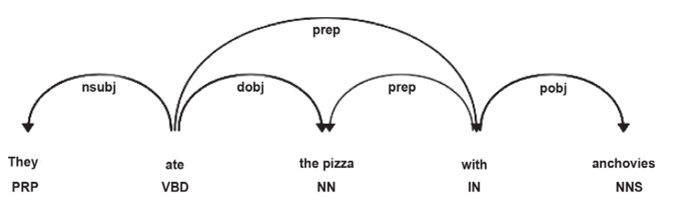 prep
nsubj dobj prep pobj
They ate the pizza with anchovies
PRP VBD NN IN NNS